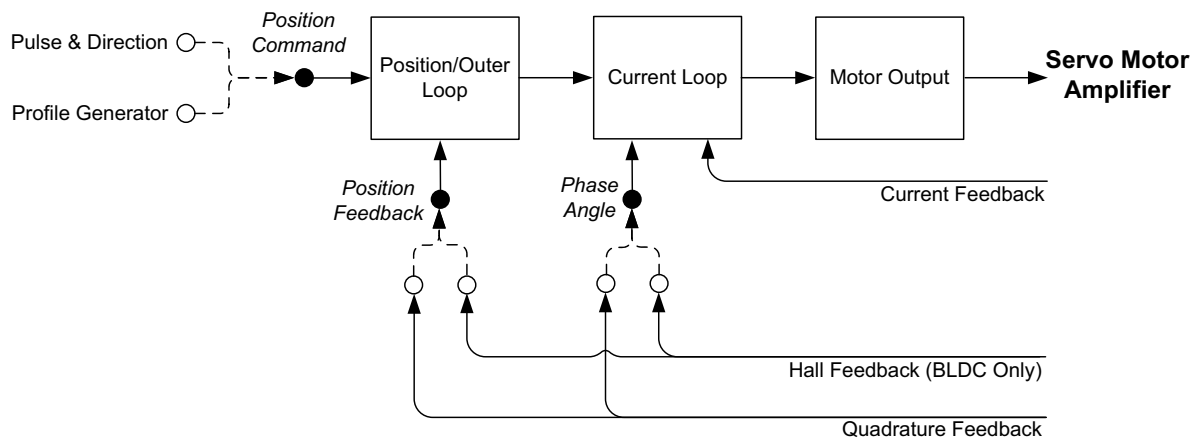 Pulse & Direction
Profile Generator
Position
Command
Position/Outer
Loop
Current Loop
Motor Output
Servo Motor
Amplifier
Position
Feedback
Phase
Angle
Current Feedback
Hall Feedback (BLDC Only)
Quadrature Feedback